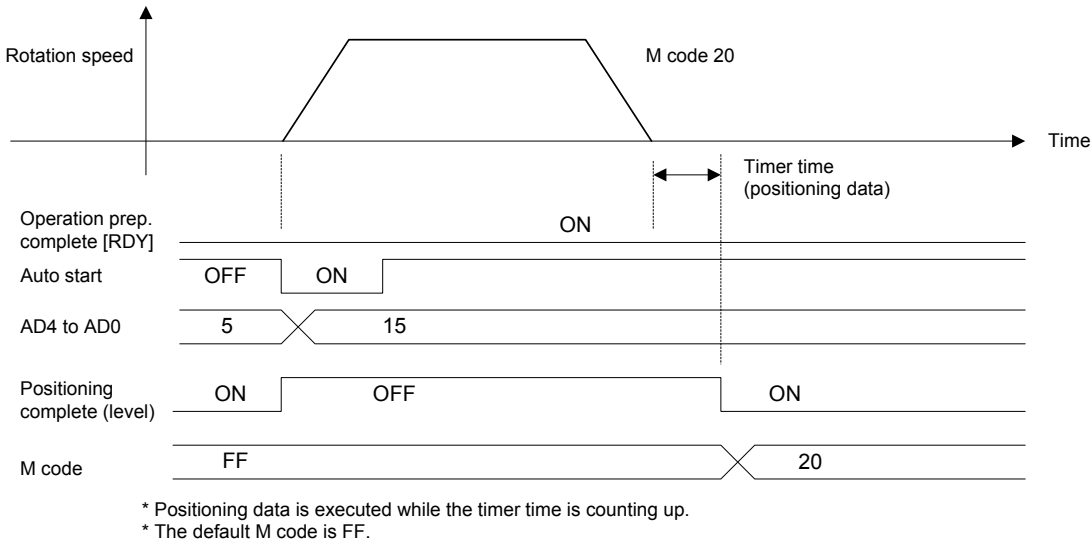 Rotation speed
M code 20
Time
Timer time
(positioning data)
Operation prep.
complete [RDY]
ON
Auto start
OFF
ON
AD4 to AD0
5
15
Positioning
complete (level)
ON
OFF
ON
M code
FF
20
* Positioning data is executed while the timer time is counting up.
* The default M code is FF.